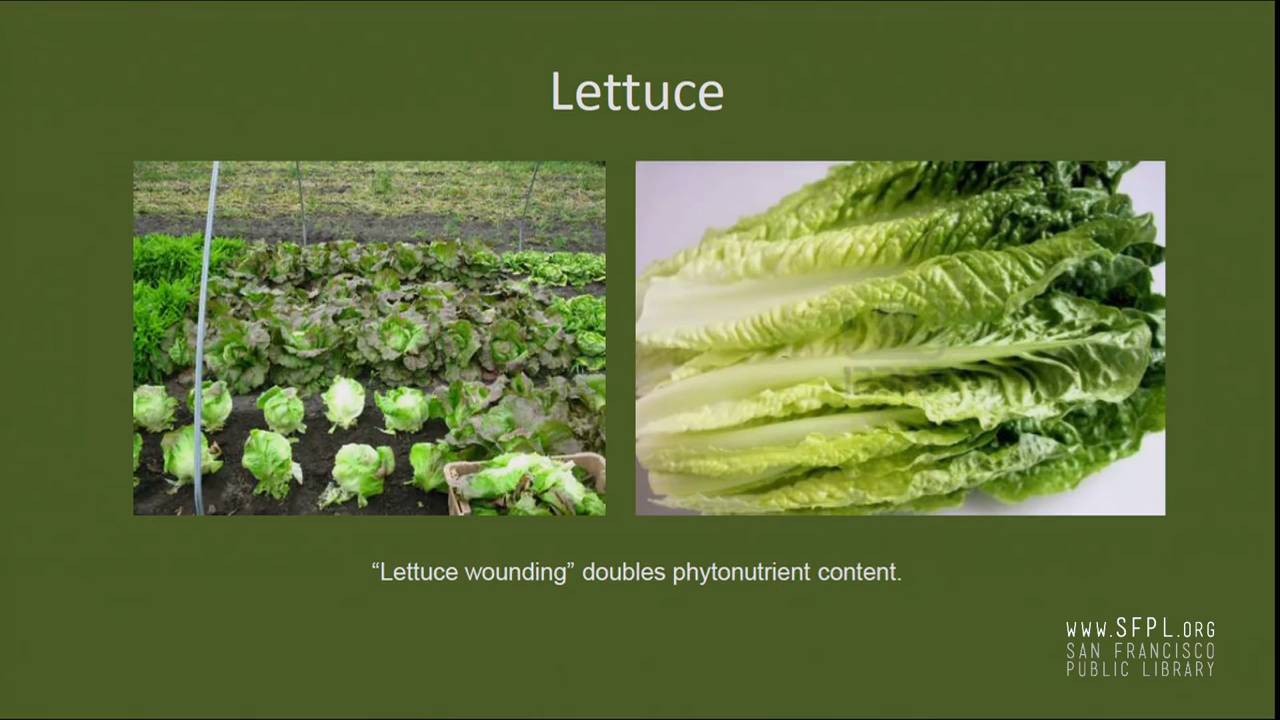 Lettuce
“Lettuce wounding” doubles phytonutrient content.
WWW.SFPL.ORG
SAN FRANCISCO
PUBLIC LIBRARY